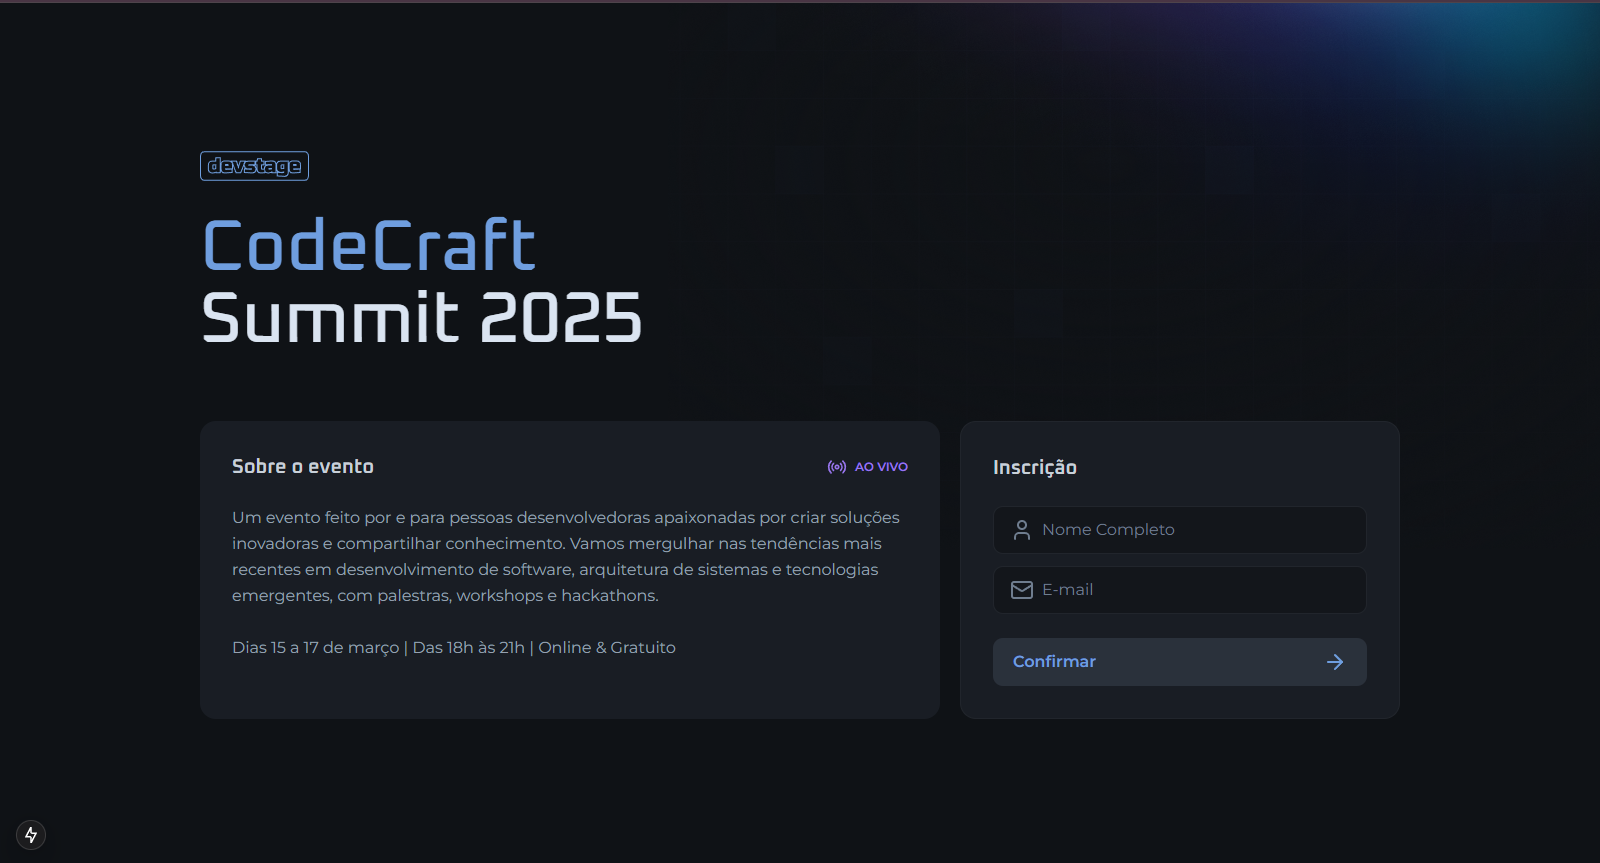 devstage
CodeCraft
Summit 2025
Sobre o evento
AO VIVO
Um evento feito por e para pessoas desenvolvedoras apaixonadas por criar soluções
inovadoras e compartilhar conhecimento. Vamos mergulhar nas tendências mais
recentes em desenvolvimento de software, arquitetura de sistemas e tecnologias
emergentes, com palestras, workshops e hackathons.
Dias 15 a 17 de março | Das 18h às 21h | Online & Gratuito
Inscrição
Nome Completo
E-mail
Confirmar